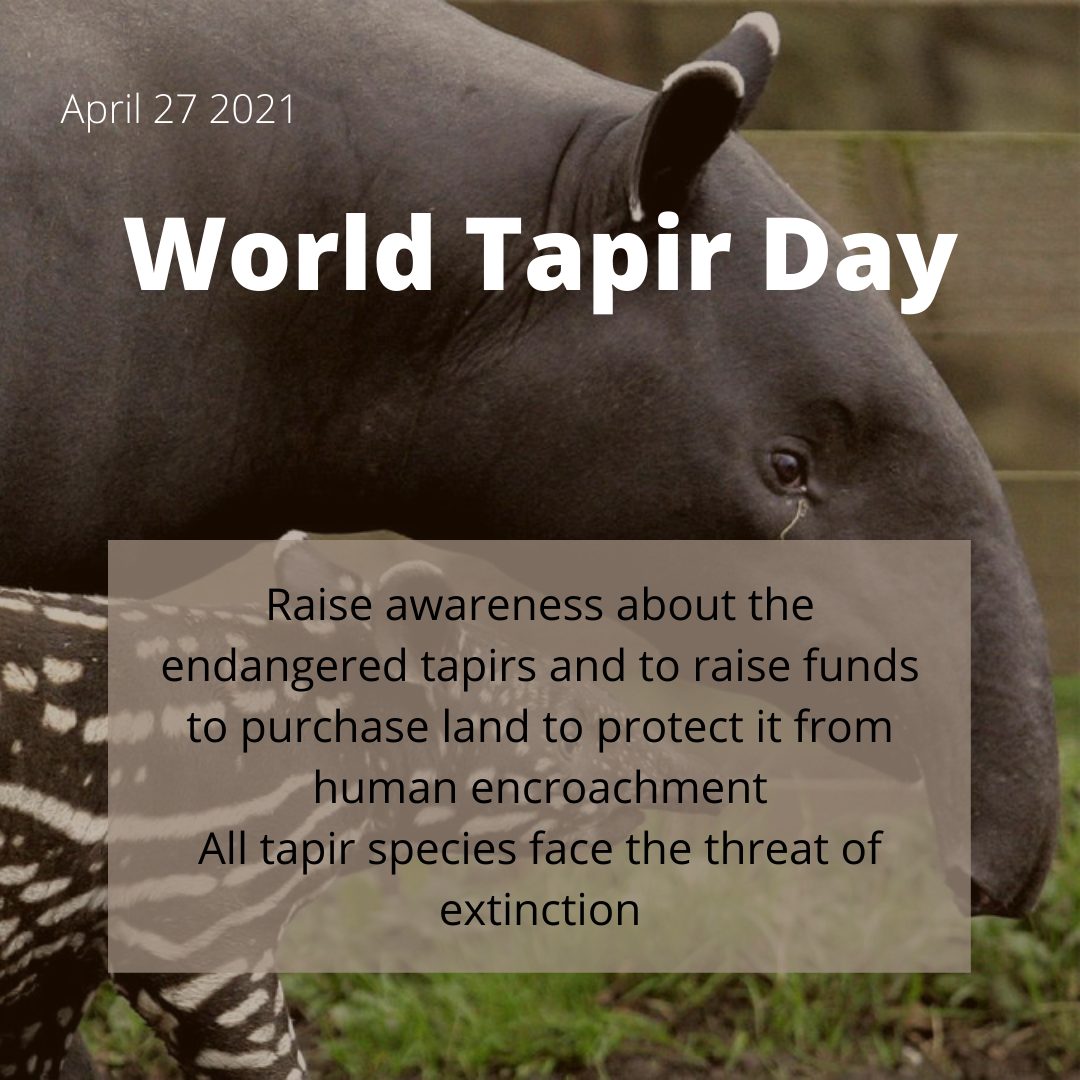 April 27 2021
World Tapir Day
Raise awareness about the
endangered tapirs and to raise funds
to purchase land to protect it from
human encroachment
All tapir species face the threat of
extinction